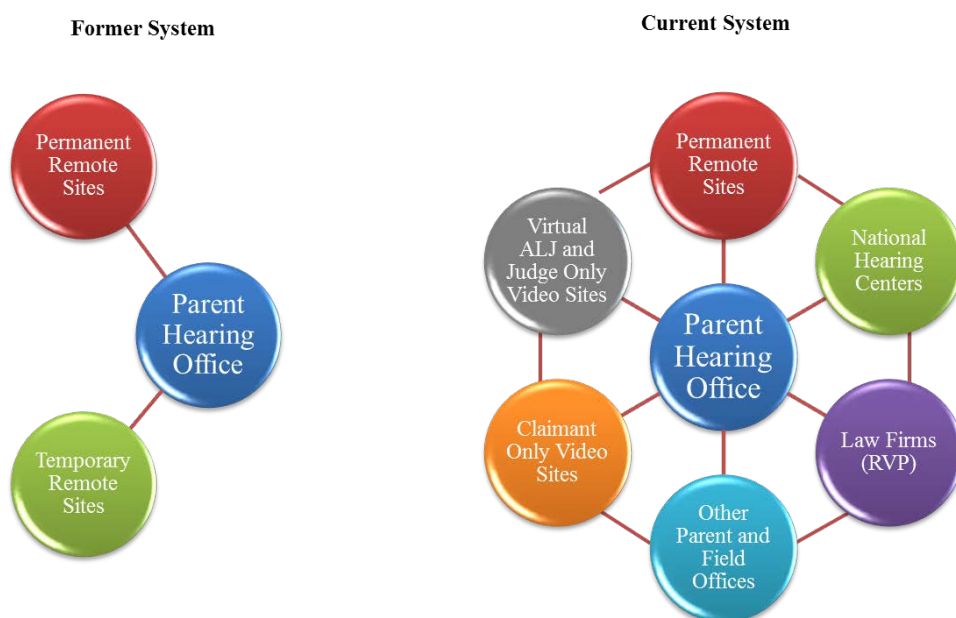 Former System
Permanent
Remote
Sites
Parent
Hearing
Office
Temporary
Remote
Sites
Current System
Permanent
Remote
Sites
Virtual
ALJ and
Judge Only
Video Sites
National
Hearing
Centers
Parent
Hearing
Office
Claimant
Only Video
Sites
Law Firms
(RVP)
Other
Parent and
Field
Offices